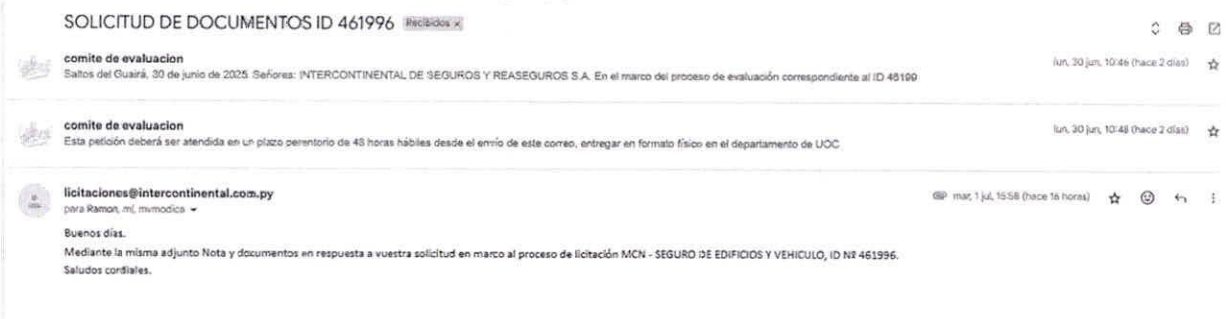 SOLICITUD DE DOCUMENTOS ID 461996 Recibidos x
comite de evaluacion
lun, 30 jun, 10:46 (hace 2 días)
Saltos del Guairá, 30 de junio de 2025. Señores: INTERCONTINENTAL DE SEGUROS Y REASEGUROS S.A. En el marco del proceso de evaluación correspondiente al ID 46199
comite de evaluacion
lun, 30 jun, 10:48 (hace 2 días)
Esta petición deberá ser atendida en un plazo perentorio de 48 horas hábiles desde el envío de este correo, entregar en formato físico en el departamento de UOC
licitaciones@intercontinental.com.py
mar, 1 jul, 15:58 (hace 16 horas)
para Ramon, mí, mvmodica
Buenos días.
Mediante la misma adjunto Nota y documentos en respuesta a vuestra solicitud en marco al proceso de licitación MCN - SEGURO DE EDIFICIOS Y VEHICULO, ID Nº 461996.
Saludos cordiales.